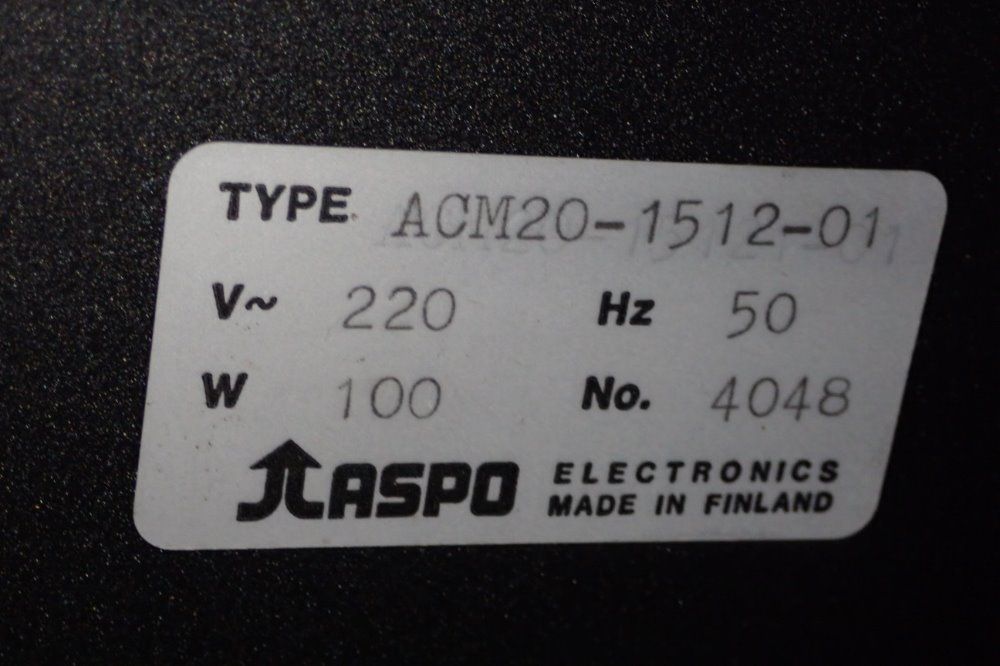 TYPE ACM20-1512-01
V~ 220 Hz 50
W 100 No. 4048
ASPO ELECTRONICS
MADE IN FINLAND